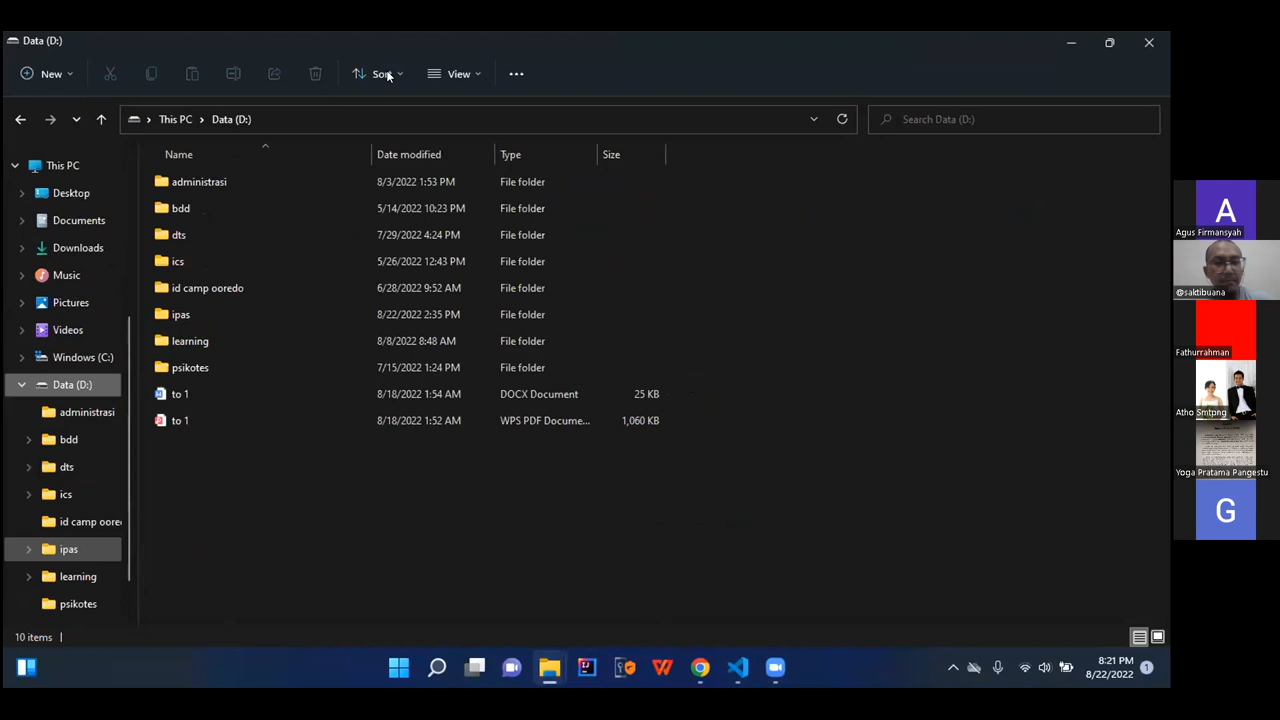 Data (D:)
New
Sort
View
This PC > Data (D:)
Search Data (D:)
Name Date modified Type Size
administrasi 8/3/2022 1:53 PM File folder
bdd 5/14/2022 10:23 PM File folder
dts 7/29/2022 4:24 PM File folder
ics 5/26/2022 12:43 PM File folder
id camp ooredo 6/28/2022 9:52 AM File folder
ipas 8/22/2022 2:35 PM File folder
learning 8/8/2022 8:48 AM File folder
psikotes 7/15/2022 1:24 PM File folder
to 1 8/18/2022 1:54 AM DOCX Document 25 KB
to 1 8/18/2022 1:52 AM WPS PDF Docume... 1,060 KB
This PC
Desktop
Documents
Downloads
Music
Pictures
Videos
Windows (C:)
Data (D:)
administrasi
bdd
dts
ics
id camp oore
ipas
learning
psikotes
10 items
8:21 PM
8/22/2022
1
A
Agus Firmansyah
@saktibuana
Fathurrahman
Atho Smtpng
Yoga Pratama Pangestu
G